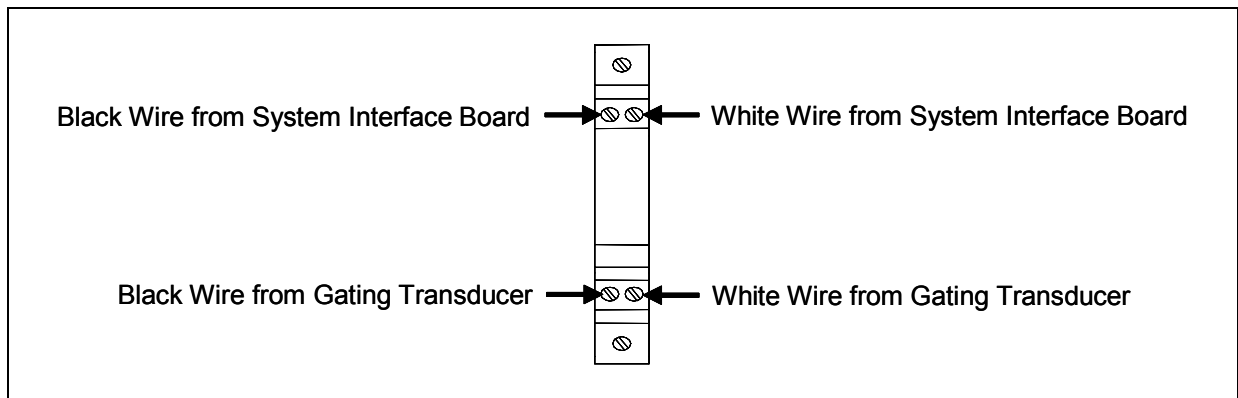 Black Wire from System Interface Board
White Wire from System Interface Board
Black Wire from Gating Transducer
White Wire from Gating Transducer